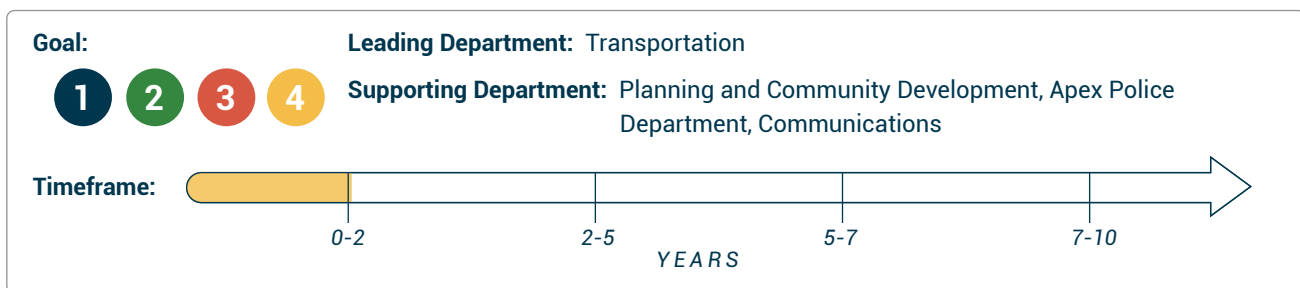 Goal:
1 2 3 4
Leading Department: Transportation
Supporting Department: Planning and Community Development, Apex Police
Department, Communications
Timeframe:
0-2 2-5 5-7 7-10
YEARS